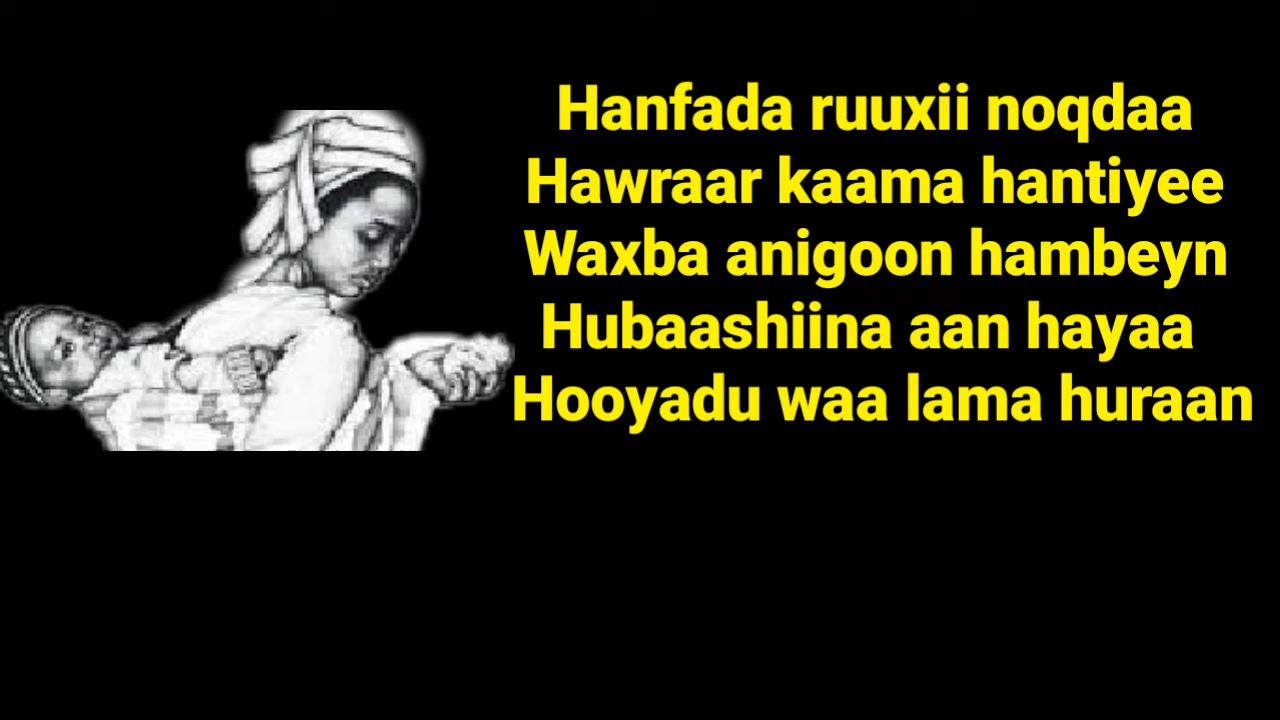 Hanfada ruuxii noqdaa
Hawraar kaama hantiyee
Waxba anigoon hambeyn
Hubaashiina aan hayaa
Hooyadu waa lama huraan